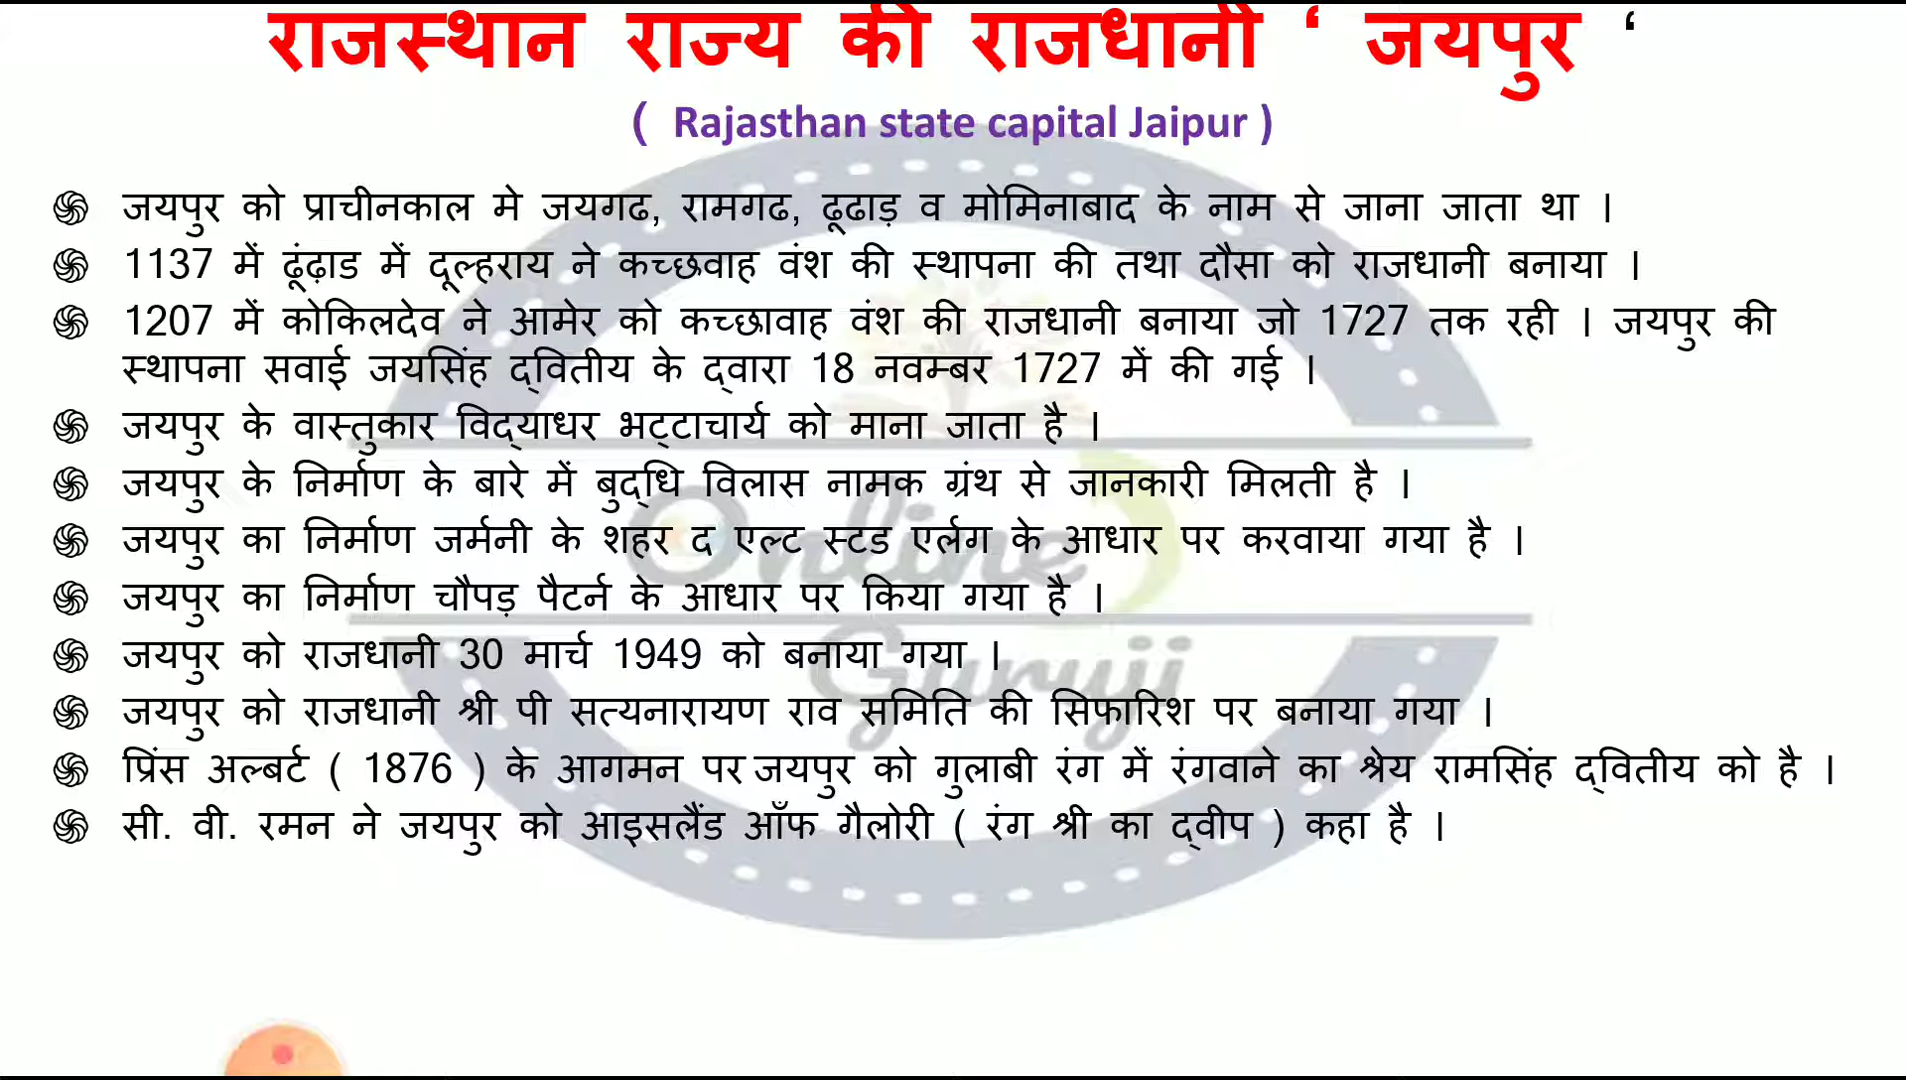 राजस्थान राज्य की राजधानी ‘ जयपुर ‘
( Rajasthan state capital Jaipur )
जयपुर को प्राचीनकाल मे जयगढ, रामगढ, ढूढाड़ व मोमिनाबाद के नाम से जाना जाता था ।
1137 में ढूंढ़ाड में दूल्हराय ने कच्छवाह वंश की स्थापना की तथा दौसा को राजधानी बनाया ।
1207 में कोकिलदेव ने आमेर को कच्छावाह वंश की राजधानी बनाया जो 1727 तक रही । जयपुर की
स्थापना सवाई जयसिंह द्वितीय के द्वारा 18 नवम्बर 1727 में की गई ।
जयपुर के वास्तुकार विद्याधर भट्टाचार्य को माना जाता है ।
जयपुर के निर्माण के बारे में बुद्धि विलास नामक ग्रंथ से जानकारी मिलती है ।
जयपुर का निर्माण जर्मनी के शहर द एल्ट स्टड एर्लग के आधार पर करवाया गया है ।
जयपुर का निर्माण चौपड़ पैटर्न के आधार पर किया गया है ।
जयपुर को राजधानी 30 मार्च 1949 को बनाया गया ।
जयपुर को राजधानी श्री पी सत्यनारायण राव समिति की सिफारिश पर बनाया गया ।
प्रिंस अल्बर्ट ( 1876 ) के आगमन पर जयपुर को गुलाबी रंग में रंगवाने का श्रेय रामसिंह द्वितीय को है ।
सी. वी. रमन ने जयपुर को आइसलैंड ऑंफ गैलोरी ( रंग श्री का द्वीप ) कहा है ।
Online
Guruji